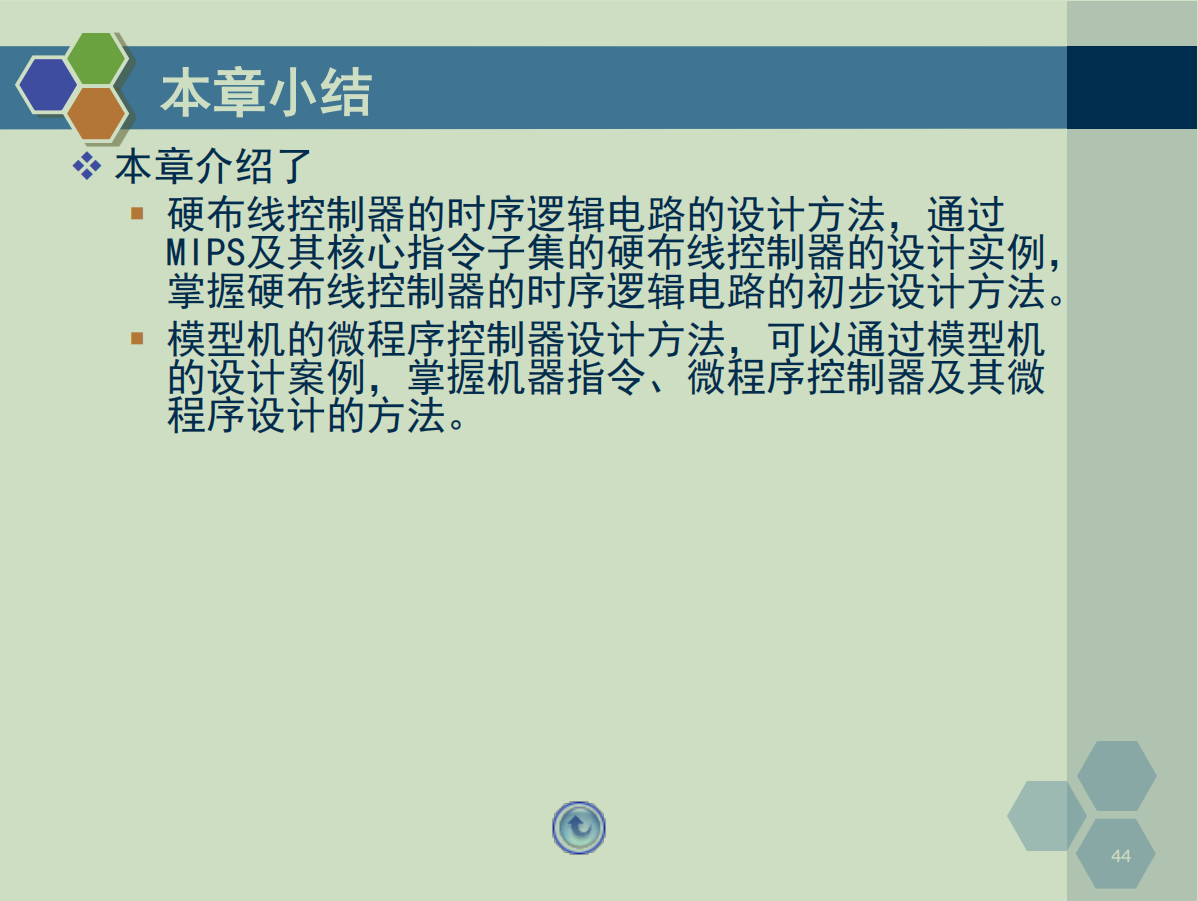 本章小结
本章介绍了
硬布线控制器的时序逻辑电路的设计方法，通过
MIPS及其核心指令子集的硬布线控制器的设计实例，
掌握硬布线控制器的时序逻辑电路的初步设计方法。
模型机的微程序控制器设计方法，可以通过模型机
的设计案例，掌握机器指令、微程序控制器及其微
程序设计的方法。
44